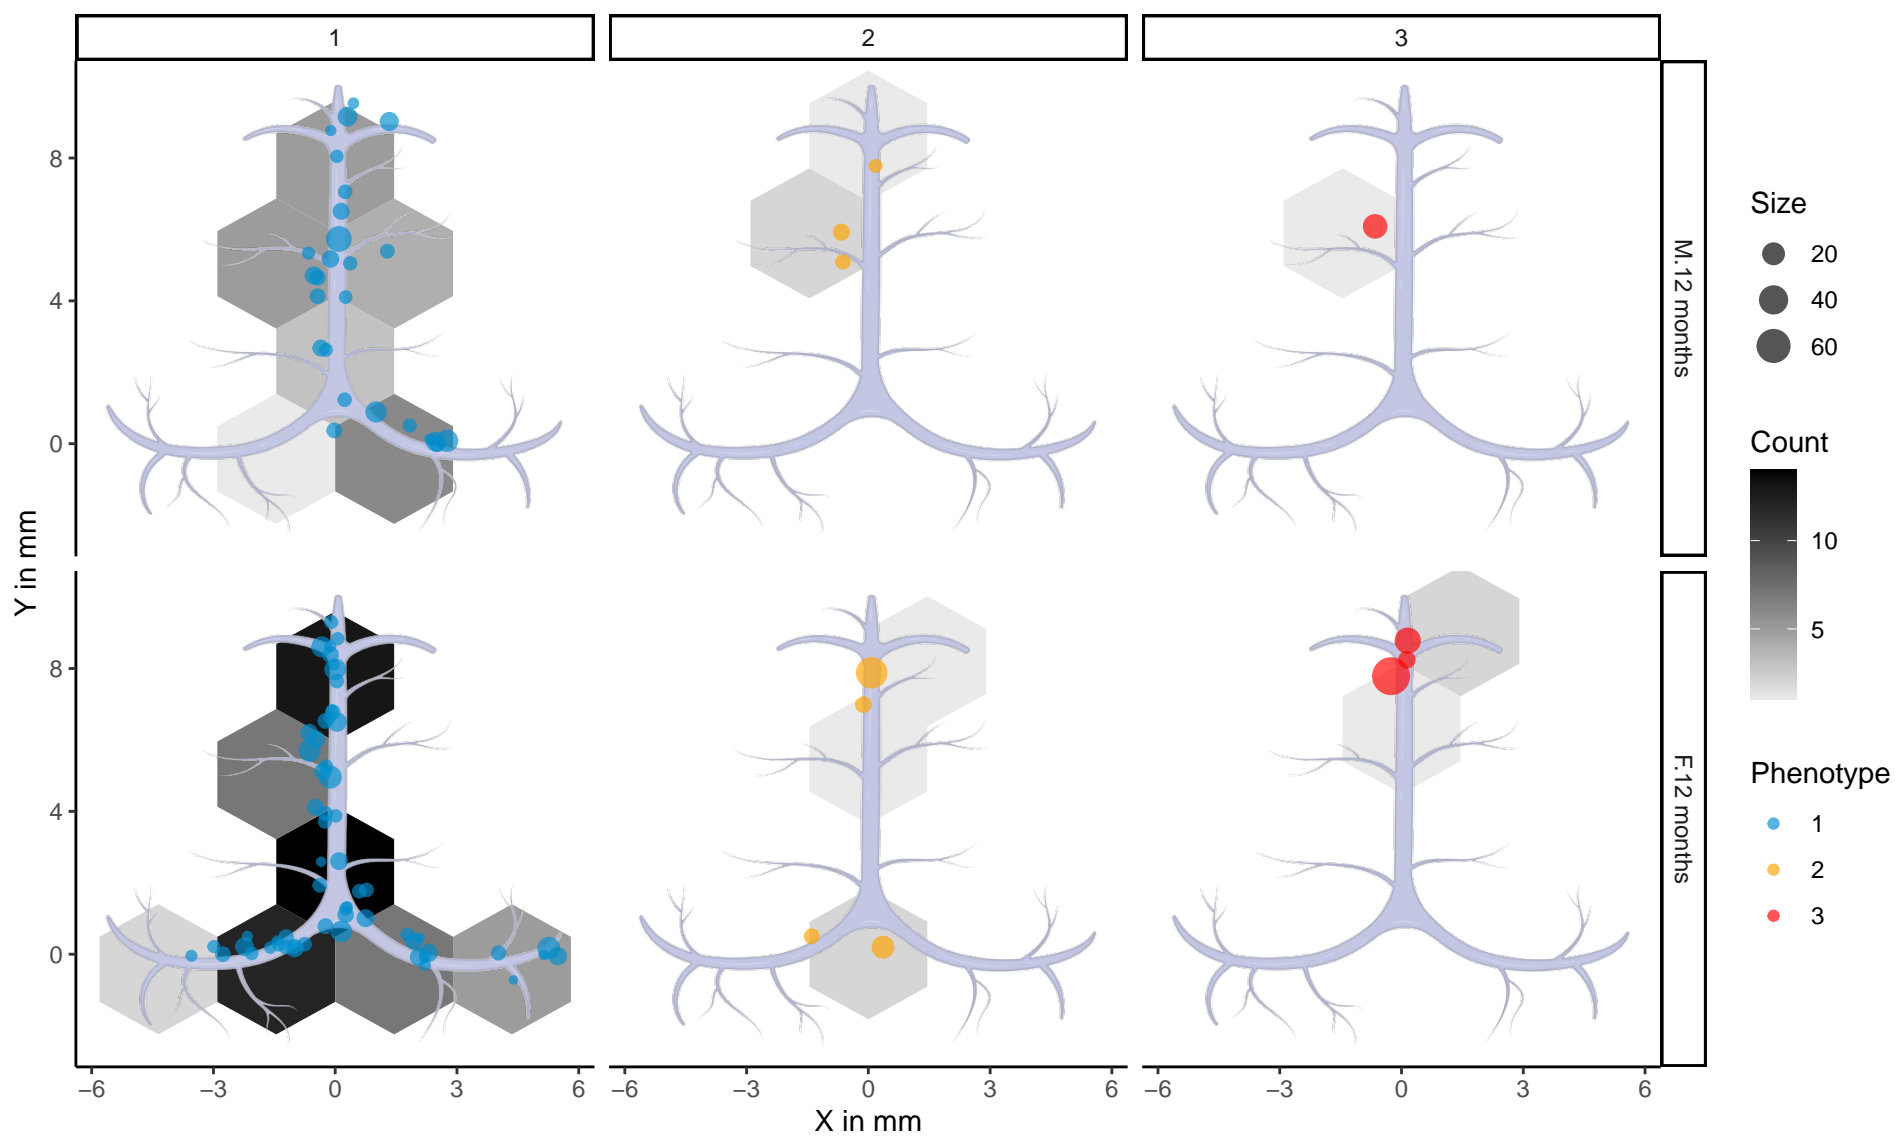 1 2 3
M.12 months
F.12 months
Y in mm
8
4
0
8
4
0
−6 −3 0 3 6 −6 −3 0 3 6 −6 −3 0 3 6
X in mm
Size
20
40
60
Count
10
5
Phenotype
1
2
3